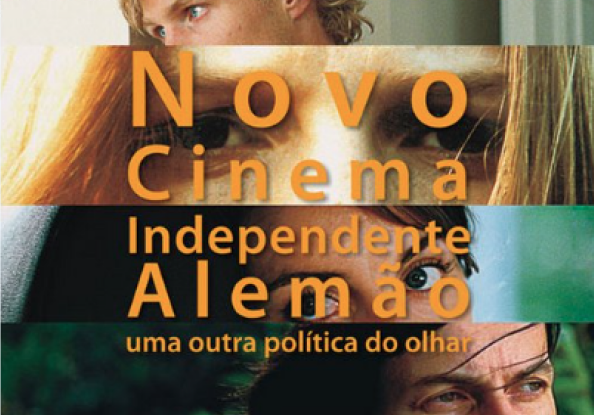 Novo
Cinema
Independente
Alemão
uma outra política do olhar